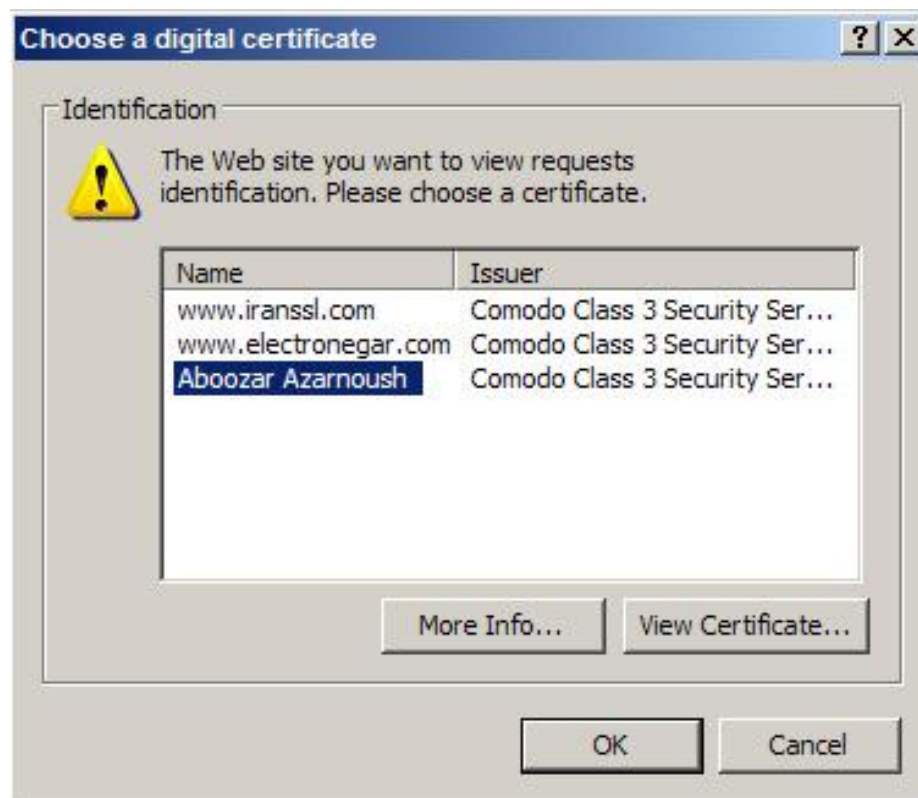 Choose a digital certificate
Identification
The Web site you want to view requests
identification. Please choose a certificate.
Name Issuer
www.iranssl.com Comodo Class 3 Security Ser...
www.electronegar.com Comodo Class 3 Security Ser...
Aboozar Azarnoush Comodo Class 3 Security Ser...
More Info... View Certificate...
OK Cancel